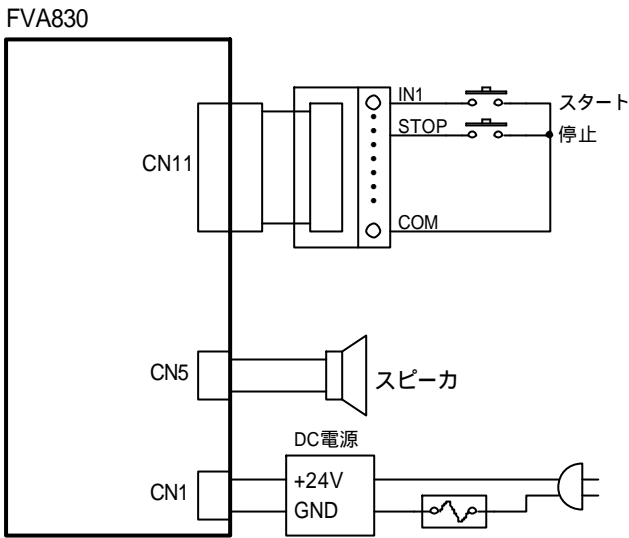 FVA830
IN1
スタート
STOP
停止
CN11
COM
CN5
スピーカ
DC電源
+24V
CN1
GND